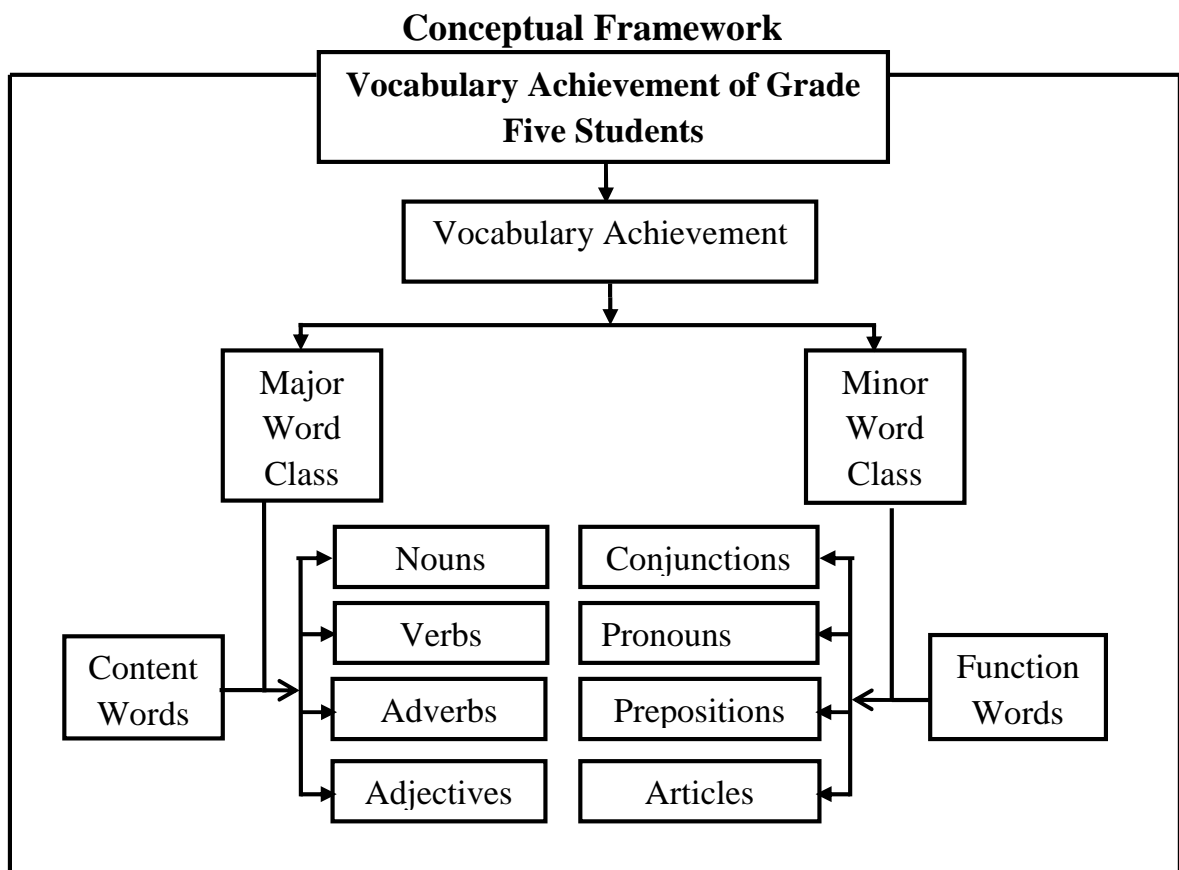 Conceptual Framework
Vocabulary Achievement of Grade
Five Students
Vocabulary Achievement
Major
Word
Class
Minor
Word
Class
Nouns
Conjunctions
Verbs
Pronouns
Content
Words
Function
Words
Adverbs
Prepositions
Adjectives
Articles